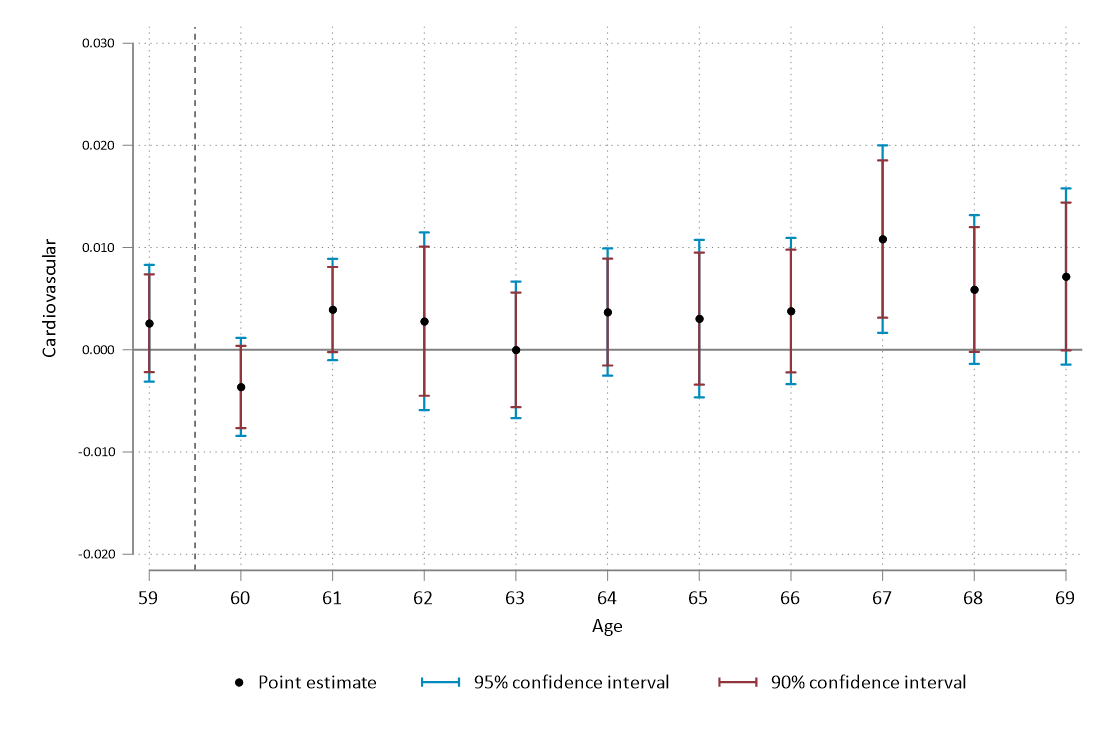 Cardiovascular
0.030
0.020
0.010
0.000
-0.010
-0.020
59 60 61 62 63 64 65 66 67 68 69
Age
Point estimate 95% confidence interval 90% confidence interval